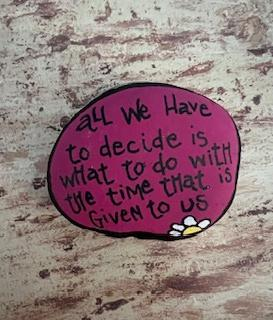 all we Have
to decide is
what to do with
the time that is
Given to us